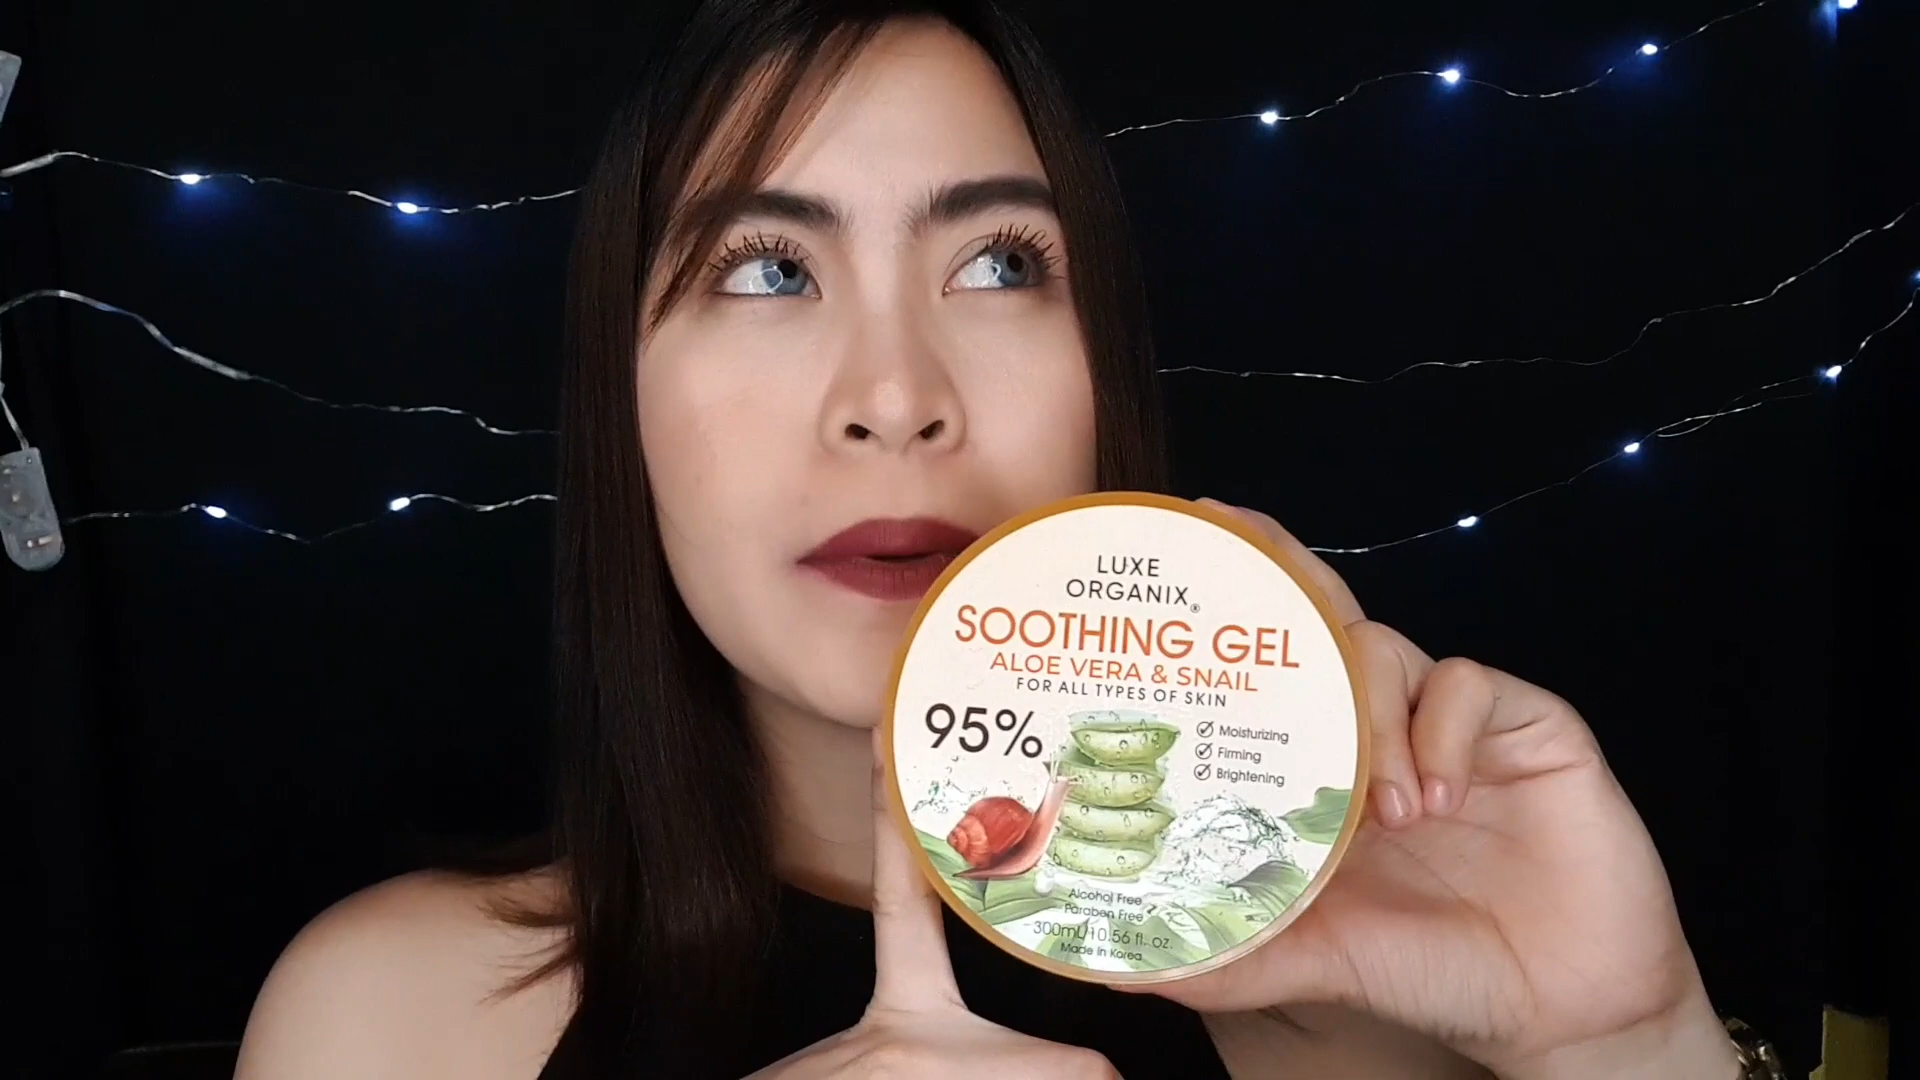 LUXE
ORGANIX®
SOOTHING GEL
ALOE VERA & SNAIL
FOR ALL TYPES OF SKIN
95%
Moisturizing
Firming
Brightening
Alcohol Free
Paraben Free
300mL/10.56 fl. oz.
Made in Korea